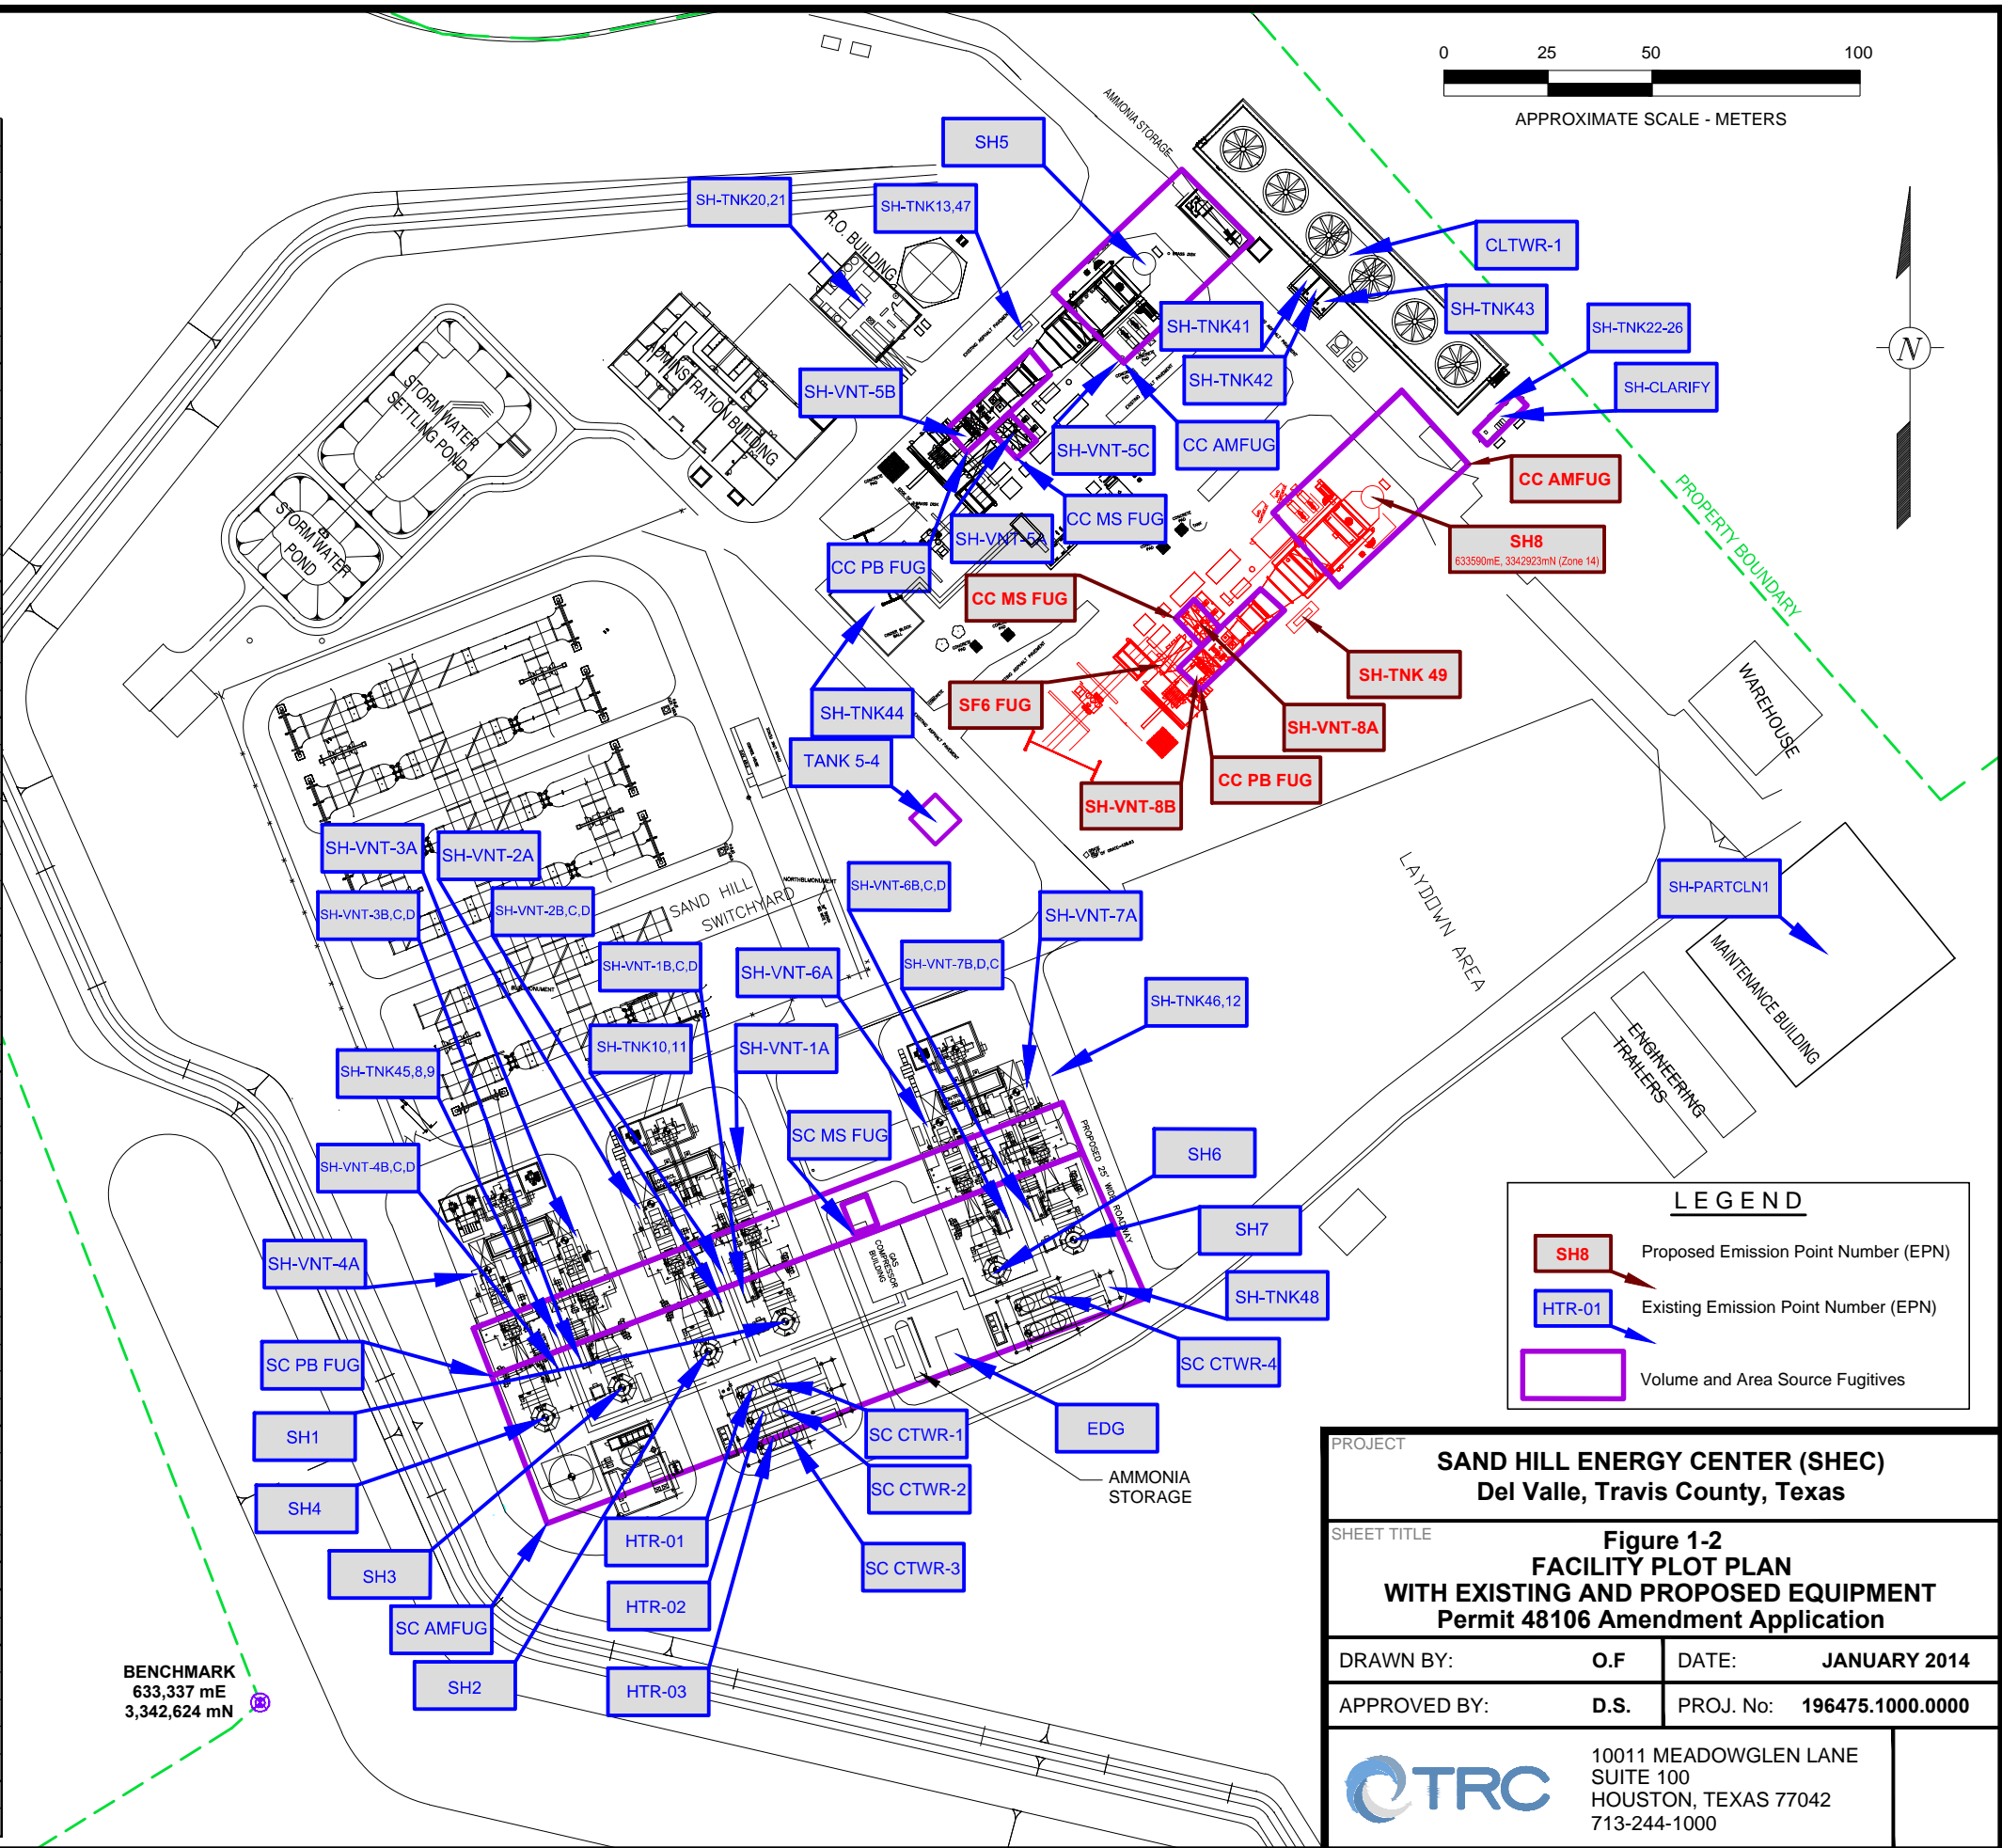 0 25 50 100
APPROXIMATE SCALE - METERS
AMMONIA STORAGE
SH5
SH-TNK20,21
SH-TNK13,47
R.O. BUILDING
CLTWR-1
SH-TNK43
SH-TNK41
SH-TNK22-26
SH-TNK42
SH-CLARIFY
N
SH-VNT-5B
ADMINSTRATION BUILDING
STORM WATER
SETTLING POND
STORM WATER
POND
SH-VNT-5C
CC AMFUG
CC AMFUG
CC MS FUG
SH-VNT-5A
CC PB FUG
SH8
633590mE, 3342923mN (Zone 14)
PROPERTY BOUNDARY
CC MS FUG
SH-TNK 49
SF6 FUG
SH-VNT-8A
CC PB FUG
SH-VNT-8B
SH-TNK44
TANK 5-4
WAREHOUSE
LAYDOWN AREA
SH-PARTCLN1
MAINTENANCE BUILDING
ENGINEERING
TRAILERS
SH-VNT-3A
SH-VNT-2A
SH-VNT-3B,C,D
SH-VNT-2B,C,D
SAND HILL
SWITCHYARD
SH-VNT-6B,C,D
SH-VNT-7A
SH-VNT-1B,C,D
SH-VNT-6A
SH-VNT-7B,D,C
SH-TNK46,12
SH-TNK10,11
SH-VNT-1A
SH-TNK45,8,9
SC MS FUG
SH-VNT-4B,C,D
SH6
PROPOSED 25' WIDE ROADWAY
SH7
SH-VNT-4A
GAS
COMPRESSOR
BUILDING
SH-TNK48
SC PB FUG
SC CTWR-4
SH1
SC CTWR-1
EDG
SH4
SC CTWR-2
AMMONIA
STORAGE
HTR-01
SH3
SC CTWR-3
HTR-02
SC AMFUG
SH2
HTR-03
BENCHMARK
633,337 mE
3,342,624 mN
LEGEND
SH8 Proposed Emission Point Number (EPN)
HTR-01 Existing Emission Point Number (EPN)
Volume and Area Source Fugitives
PROJECT
SAND HILL ENERGY CENTER (SHEC)
Del Valle, Travis County, Texas
SHEET TITLE
Figure 1-2
FACILITY PLOT PLAN
WITH EXISTING AND PROPOSED EQUIPMENT
Permit 48106 Amendment Application
DRAWN BY: O.F DATE: JANUARY 2014
APPROVED BY: D.S. PROJ. No: 196475.1000.0000
TRC
10011 MEADOWGLEN LANE
SUITE 100
HOUSTON, TEXAS 77042
713-244-1000